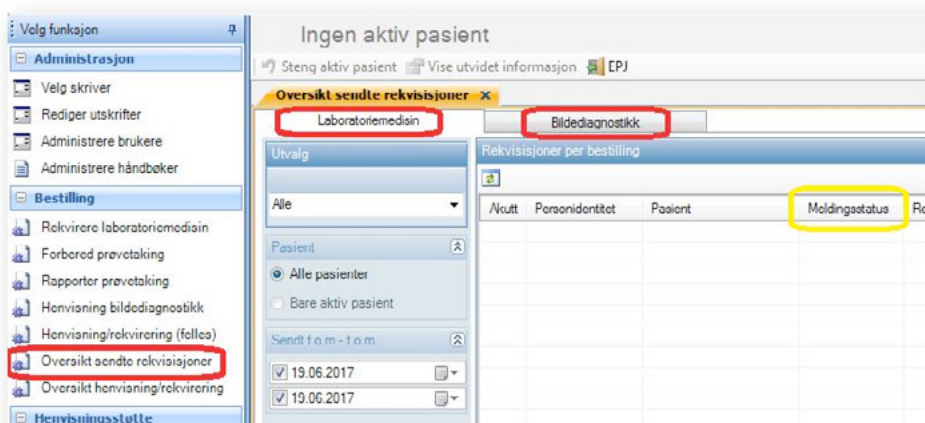 Velg funksjon
Administrasjon
Velg skriver
Rediger utskrifter
Administrere brukere
Administrere håndbøker
Bestilling
Rekvirere laboratoriemedisin
Forbered prøvetaking
Rapporter prøvetaking
Henvisning bildediagnostikk
Henvisning/rekvirering (felles)
Oversikt sendte rekvisisjoner
Oversikt henvisning/rekvirering
Henvisningsstøtte
Ingen aktiv pasient
Steng aktiv pasient Vise utvidet informasjon EPJ
Oversikt sendte rekvisisjoner
Laboratoriemedisin Bildediagnostikk
Utvalg
Alle
Pasient
Alle pasienter
Bare aktiv pasient
Sendt f.o.m - t.o.m
19.06.2017
19.06.2017
Rekvisisjoner per bestilling
Akutt Personidentitet Pasient Meldingsstatus